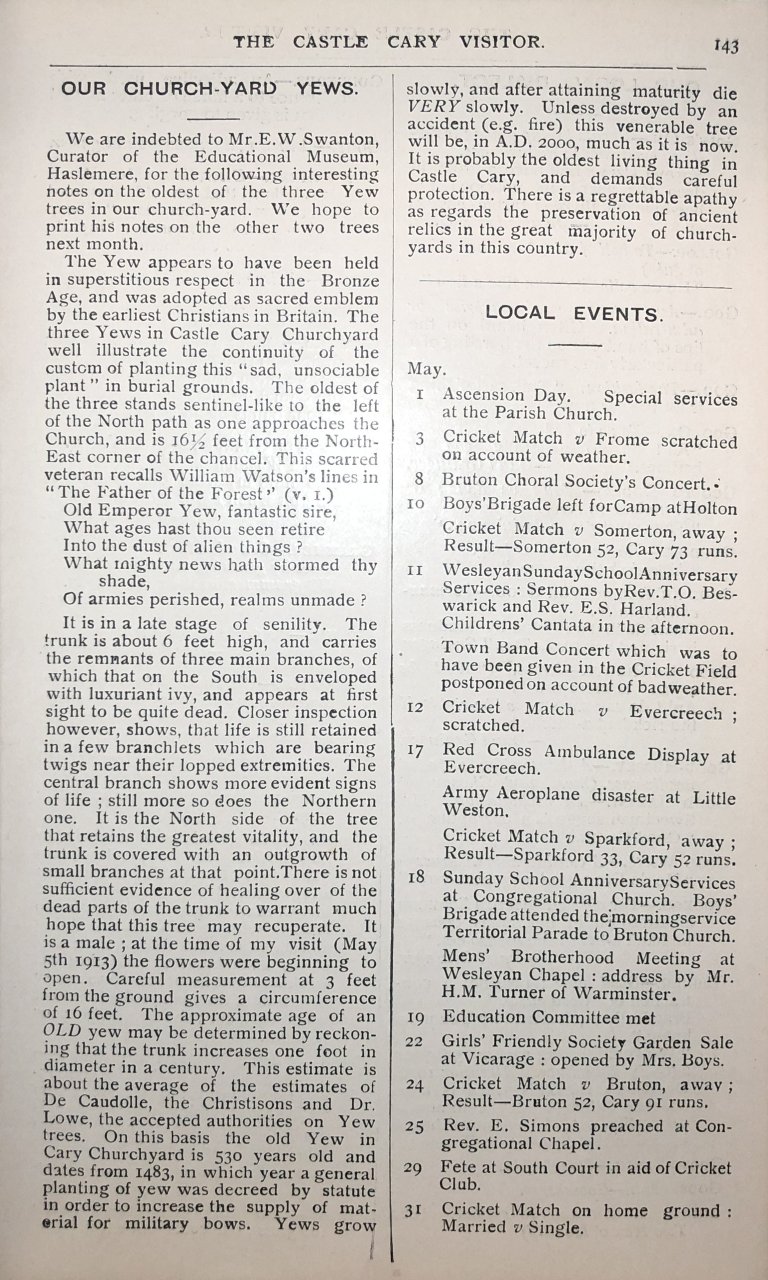 THE CASTLE CARY VISITOR.
143
OUR CHURCH-YARD YEWS.
We are indebted to Mr.E.W.Swanton,
Curator of the Educational Museum,
Haslemere, for the following interesting
notes on the oldest of the three Yew
trees in our church-yard. We hope to
print his notes on the other two trees
next month.
The Yew appears to have been held
in superstitious respect in the Bronze
Age, and was adopted as sacred emblem
by the earliest Christians in Britain. The
three Yews in Castle Cary Churchyard
well illustrate the continuity of the
custom of planting this "sad, unsociable
plant" in burial grounds. The oldest of
the three stands sentinel-like to the left
of the North path as one approaches the
Church, and is 16½ feet from the North-
East corner of the chancel. This scarred
veteran recalls William Watson's lines in
"The Father of the Forest" (v. 1.)
Old Emperor Yew, fantastic sire,
What ages hast thou seen retire
Into the dust of alien things ?
What mighty news hath stormed thy
shade,
Of armies perished, realms unmade ?
It is in a late stage of senility. The
trunk is about 6 feet high, and carries
the remnants of three main branches, of
which that on the South is enveloped
with luxuriant ivy, and appears at first
sight to be quite dead. Closer inspection
however, shows, that life is still retained
in a few branchlets which are bearing
twigs near their lopped extremities. The
central branch shows more evident signs
of life ; still more so does the Northern
one. It is the North side of the tree
that retains the greatest vitality, and the
trunk is covered with an outgrowth of
small branches at that point.There is not
sufficient evidence of healing over of the
dead parts of the trunk to warrant much
hope that this tree may recuperate. It
is a male ; at the time of my visit (May
5th 1913) the flowers were beginning to
open. Careful measurement at 3 feet
from the ground gives a circumference
of 16 feet. The approximate age of an
OLD yew may be determined by reckon-
ing that the trunk increases one foot in
diameter in a century. This estimate is
about the average of the estimates of
De Caudolle, the Christisons and Dr.
Lowe, the accepted authorities on Yew
trees. On this basis the old Yew in
Cary Churchyard is 530 years old and
dates from 1483, in which year a general
planting of yew was decreed by statute
in order to increase the supply of mat-
erial for military bows. Yews grow
slowly, and after attaining maturity die
VERY slowly. Unless destroyed by an
accident (e.g. fire) this venerable tree
will be, in A.D. 2000, much as it is now.
It is probably the oldest living thing in
Castle Cary, and demands careful
protection. There is a regrettable apathy
as regards the preservation of ancient
relics in the great majority of church-
yards in this country.
LOCAL EVENTS.
May.
1 Ascension Day. Special services
at the Parish Church.
3 Cricket Match v Frome scratched
on account of weather.
8 Bruton Choral Society's Concert..
10 Boys'Brigade left forCamp atHolton
Cricket Match v Somerton, away ;
Result—Somerton 52, Cary 73 runs.
11 WesleyanSundaySchoolAnniversary
Services : Sermons byRev.T.O. Bes-
warick and Rev. E.S. Harland.
Childrens' Cantata in the afternoon.
Town Band Concert which was to
have been given in the Cricket Field
postponed on account of badweather.
12 Cricket Match v Evercreech ;
scratched.
17 Red Cross Ambulance Display at
Evercreech.
Army Aeroplane disaster at Little
Weston.
Cricket Match v Sparkford, away ;
Result—Sparkford 33, Cary 52 runs.
18 Sunday School AnniversaryServices
at Congregational Church. Boys'
Brigade attended the morningservice
Territorial Parade to Bruton Church.
Mens' Brotherhood Meeting at
Wesleyan Chapel : address by Mr.
H.M. Turner of Warminster.
19 Education Committee met
22 Girls' Friendly Society Garden Sale
at Vicarage : opened by Mrs. Boys.
24 Cricket Match v Bruton, away ;
Result—Bruton 52, Cary 91 runs.
25 Rev. E. Simons preached at Con-
gregational Chapel.
29 Fete at South Court in aid of Cricket
Club.
31 Cricket Match on home ground :
Married v Single.